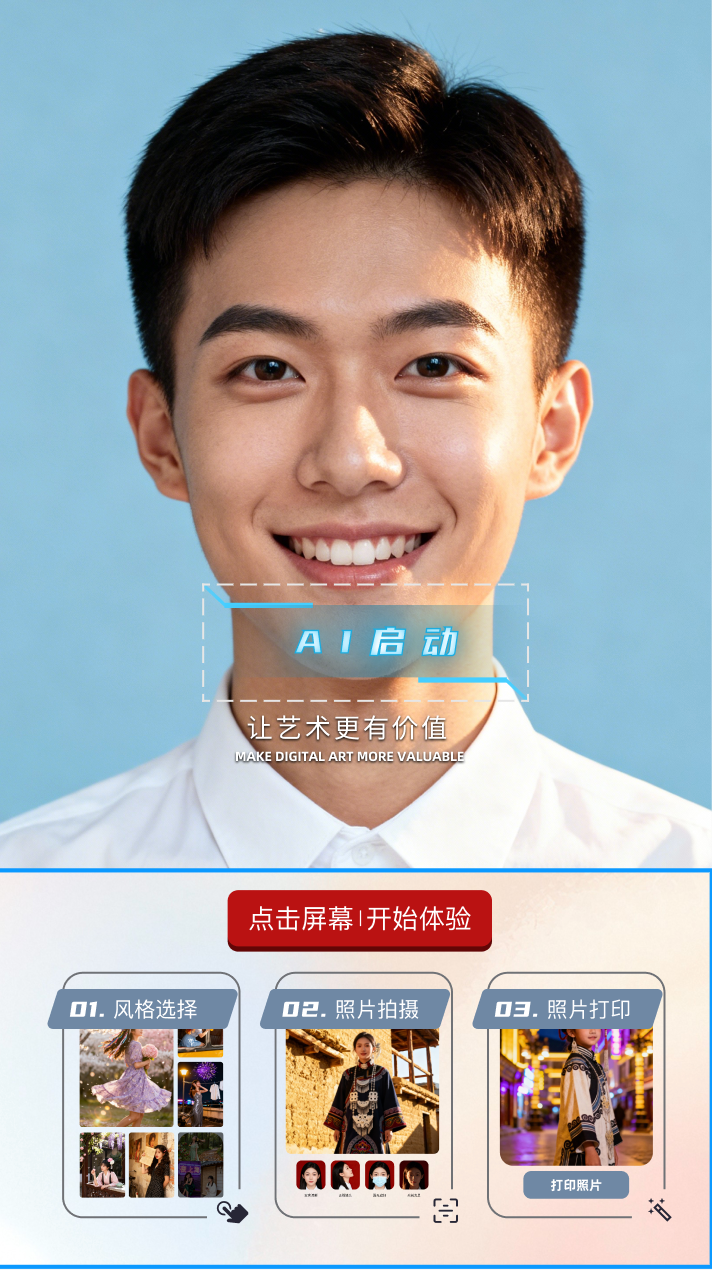 AI启动
让艺术更有价值
MAKE DIGITAL ART MORE VALUABLE
点击屏幕|开始体验
01. 风格选择
02. 照片拍摄
03. 照片打印
打印照片